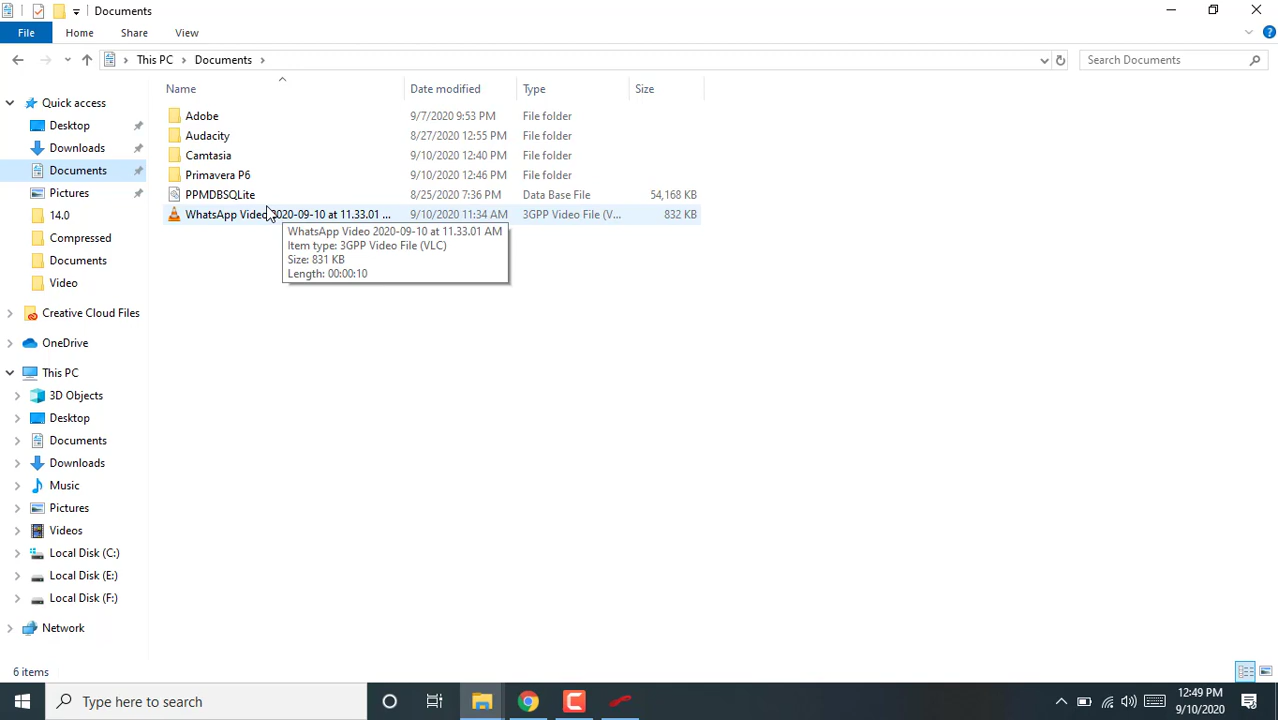 Documents
File Home Share View
This PC > Documents > Search Documents
Name Date modified Type Size
Quick access
Desktop
Downloads
Documents
Pictures
14.0
Compressed
Documents
Video
Creative Cloud Files
OneDrive
This PC
3D Objects
Desktop
Documents
Downloads
Music
Pictures
Videos
Local Disk (C:)
Local Disk (E:)
Local Disk (F:)
Network
Adobe 9/7/2020 9:53 PM File folder
Audacity 8/27/2020 12:55 PM File folder
Camtasia 9/10/2020 12:40 PM File folder
Primavera P6 9/10/2020 12:46 PM File folder
PPMDBSQLite 8/25/2020 7:36 PM Data Base File 54,168 KB
WhatsApp Video 2020-09-10 at 11.33.01 ... 9/10/2020 11:34 AM 3GPP Video File (V... 832 KB
WhatsApp Video 2020-09-10 at 11.33.01 AM
Item type: 3GPP Video File (VLC)
Size: 831 KB
Length: 00:00:10
6 items
Type here to search
12:49 PM
9/10/2020